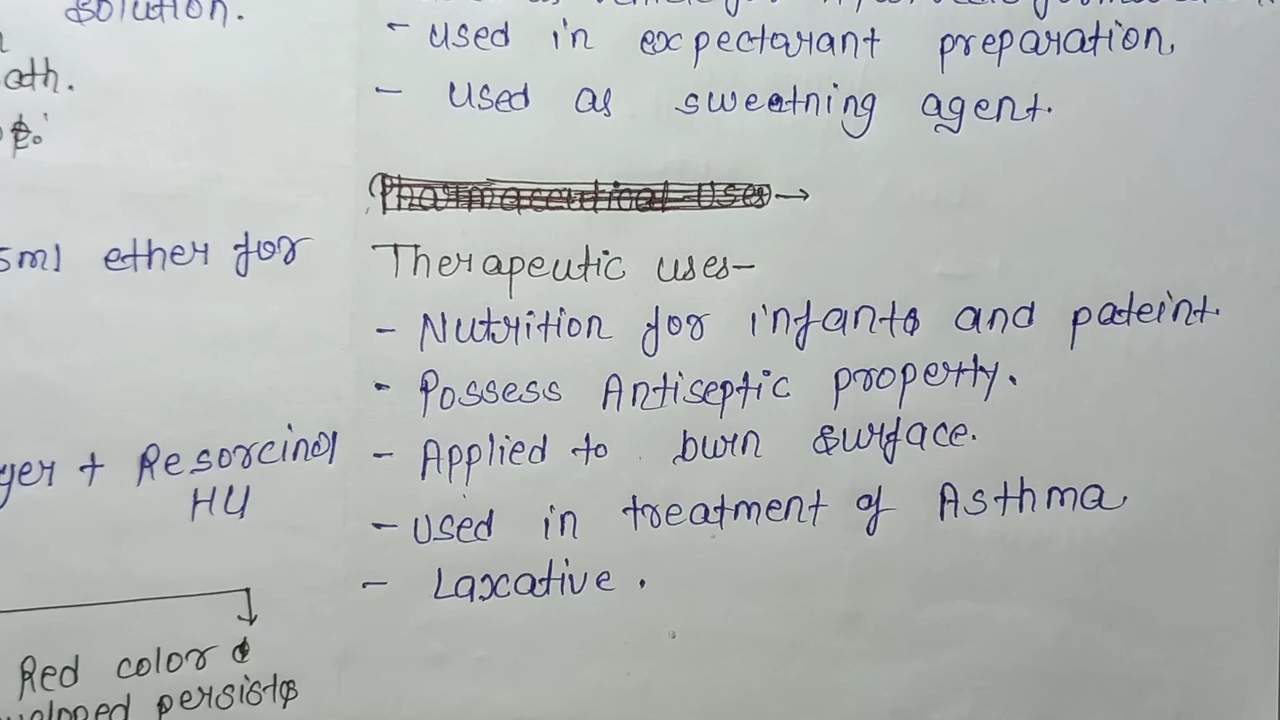 solution.
ath.
5ml ether for
yer + Resorcinol
HCl
Red color
persists
- used in expectorant preparation.
- used as sweetning agent.
Pharmaceutical Uses →
Therapeutic uses-
- Nutrition for infants and pateint.
- Possess Antiseptic property.
- Applied to burn surface.
- Used in treatment of Asthma
- Laxative.